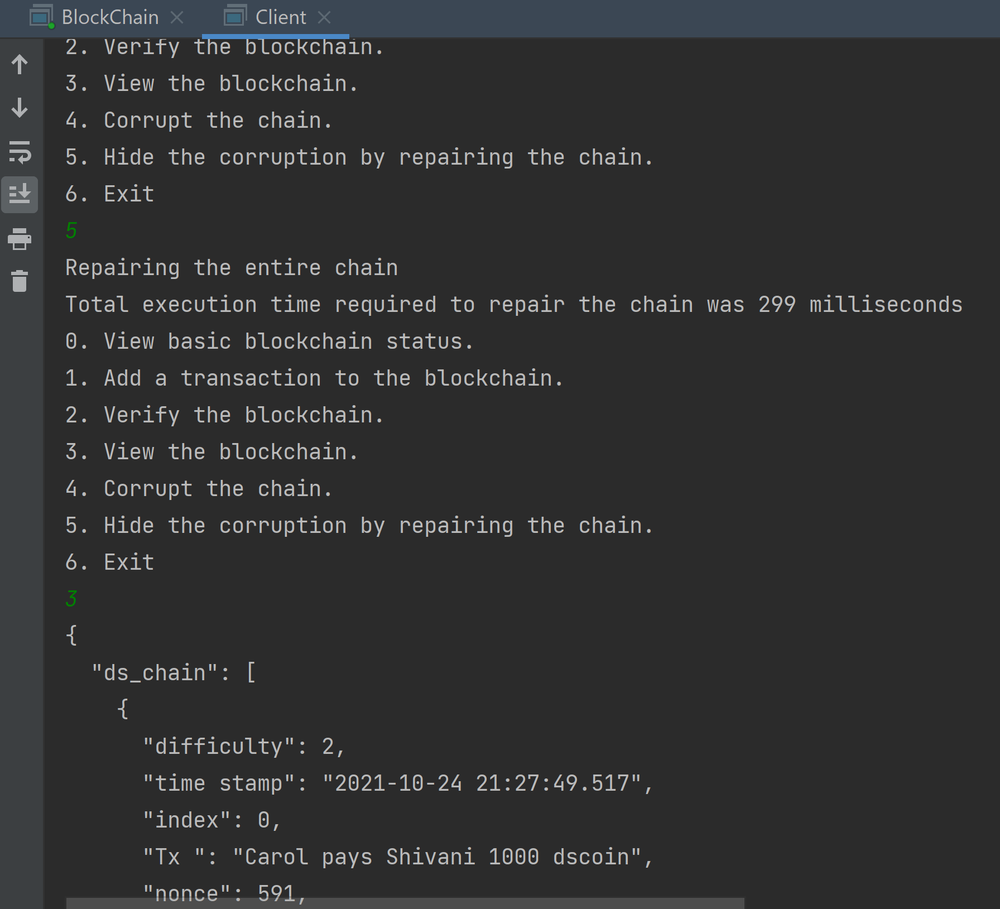 BlockChain Client
2. Verify the blockchain.
3. View the blockchain.
4. Corrupt the chain.
5. Hide the corruption by repairing the chain.
6. Exit
5
Repairing the entire chain
Total execution time required to repair the chain was 299 milliseconds
0. View basic blockchain status.
1. Add a transaction to the blockchain.
2. Verify the blockchain.
3. View the blockchain.
4. Corrupt the chain.
5. Hide the corruption by repairing the chain.
6. Exit
3
{
  "ds_chain": [
    {
      "difficulty": 2,
      "time stamp": "2021-10-24 21:27:49.517",
      "index": 0,
      "Tx ": "Carol pays Shivani 1000 dscoin",
      "nonce": 591,